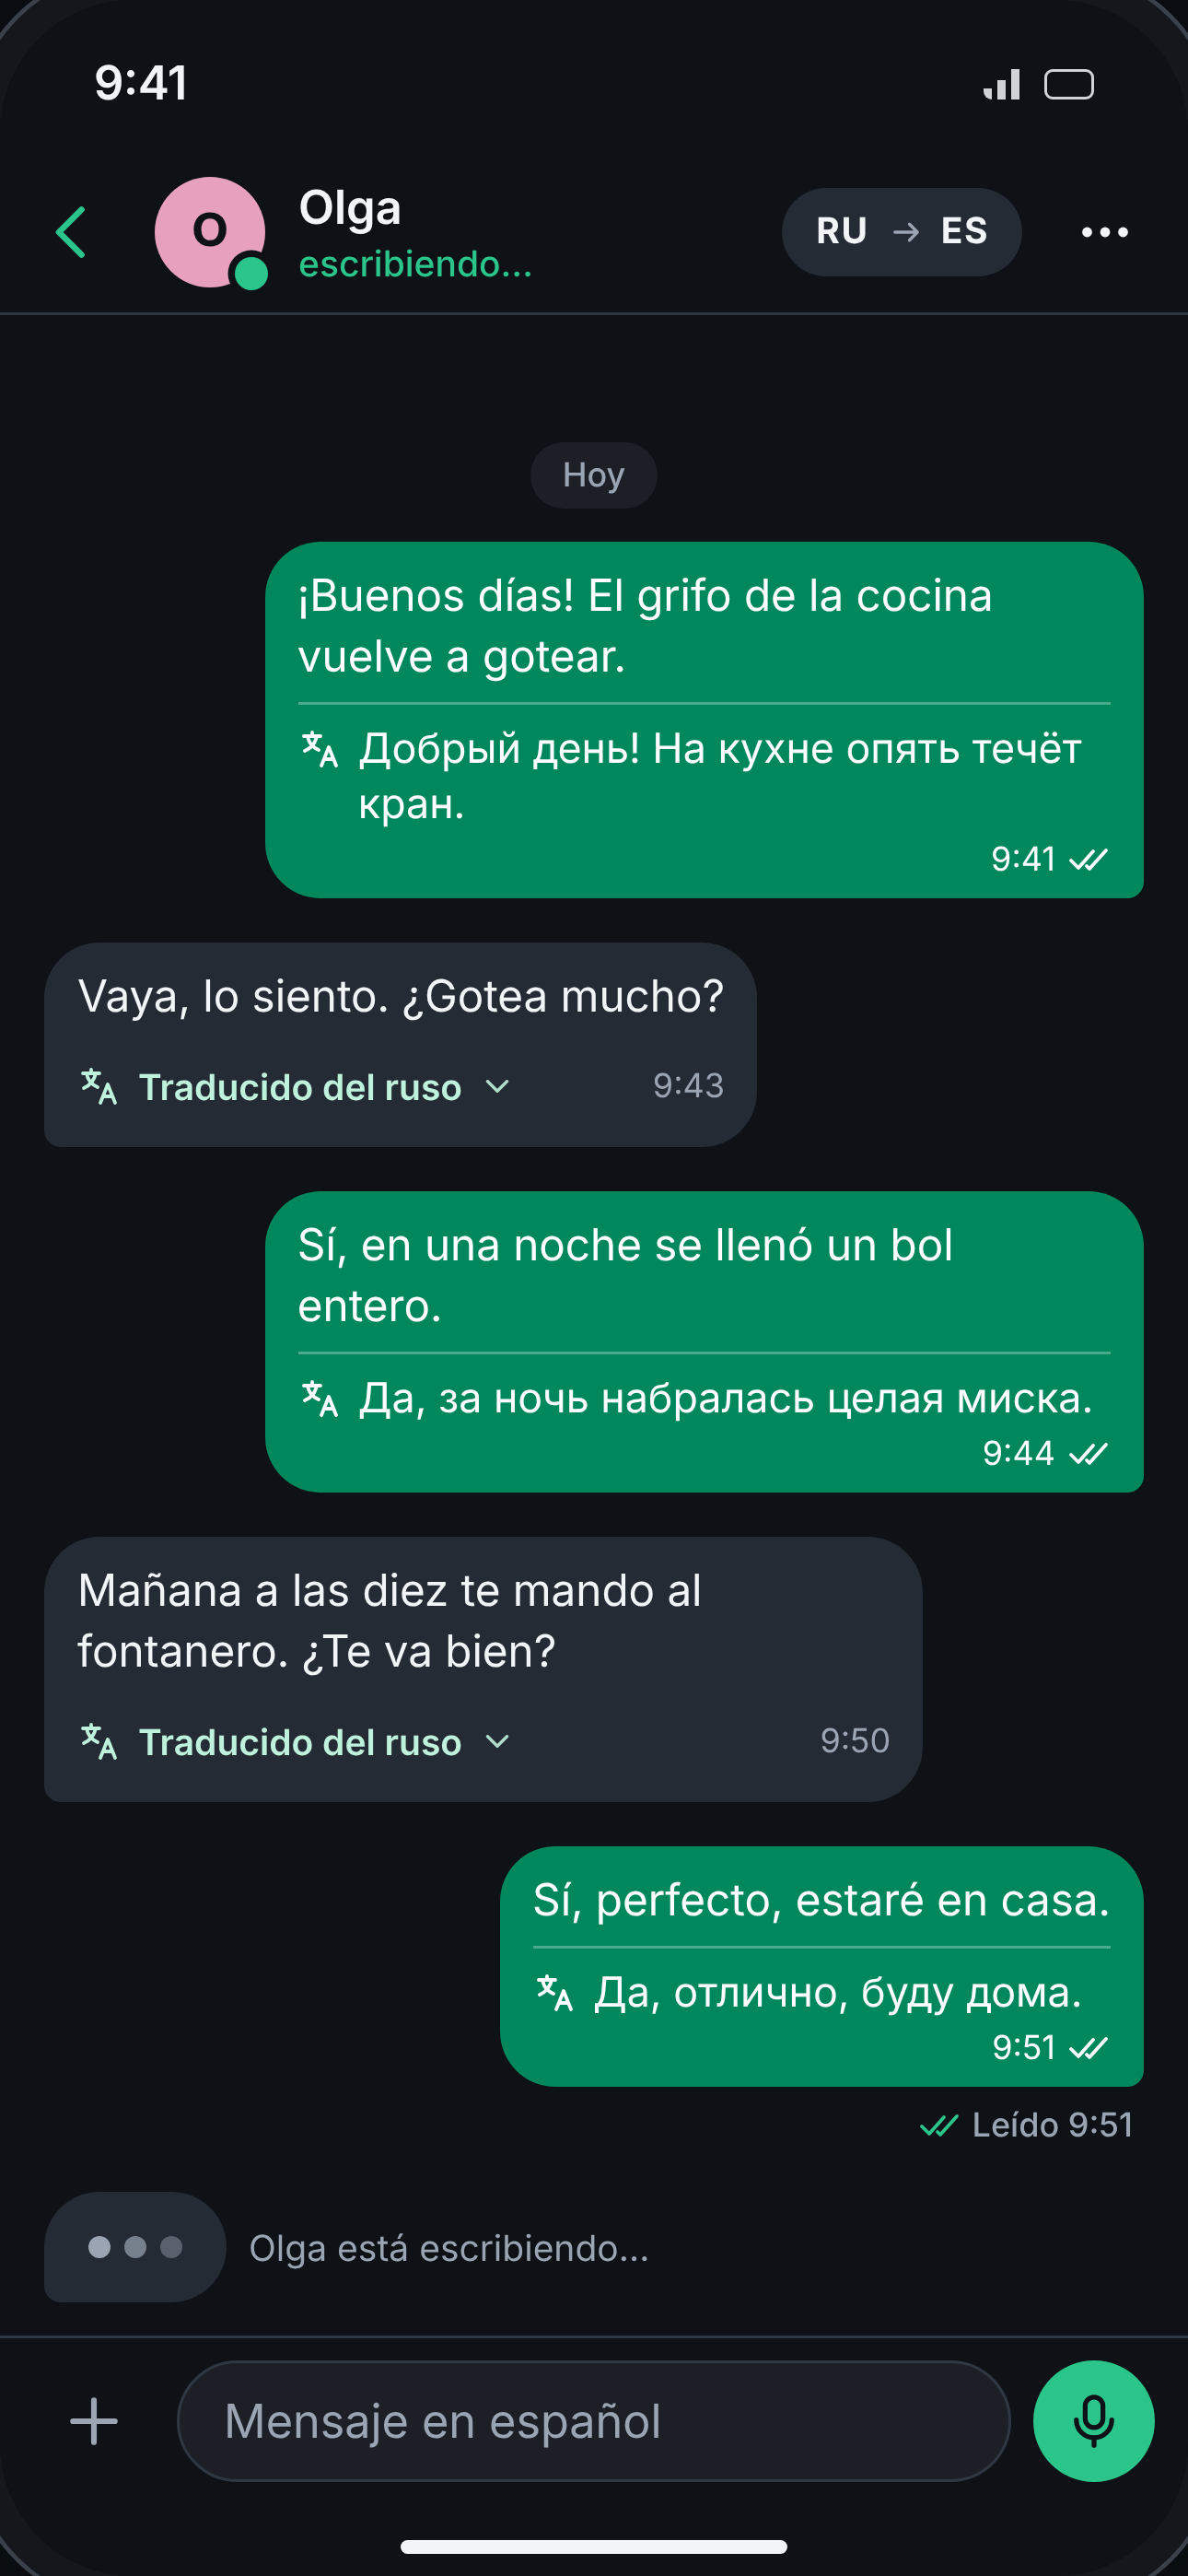 9:41
O
Olga
escribiendo...
RU → ES
Hoy
¡Buenos días! El grifo de la cocina
vuelve a gotear.
Добрый день! На кухне опять течёт
кран.
9:41
Vaya, lo siento. ¿Gotea mucho?
Traducido del ruso
9:43
Sí, en una noche se llenó un bol
entero.
Да, за ночь набралась целая миска.
9:44
Mañana a las diez te mando al
fontanero. ¿Te va bien?
Traducido del ruso
9:50
Sí, perfecto, estaré en casa.
Да, отлично, буду дома.
9:51
Leído 9:51
Olga está escribiendo...
Mensaje en español